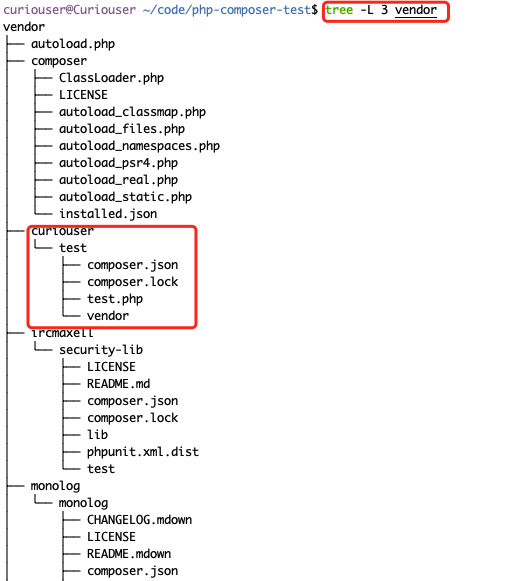 curiouser@Curiouser ~/code/php-composer-test$ tree -L 3 vendor
vendor
├── autoload.php
├── composer
│   ├── ClassLoader.php
│   ├── LICENSE
│   ├── autoload_classmap.php
│   ├── autoload_files.php
│   ├── autoload_namespaces.php
│   ├── autoload_psr4.php
│   ├── autoload_real.php
│   ├── autoload_static.php
│   └── installed.json
├── curiouser
│   └── test
│       ├── composer.json
│       ├── composer.lock
│       ├── test.php
│       └── vendor
├── ircmaxell
│   └── security-lib
│       ├── LICENSE
│       ├── README.md
│       ├── composer.json
│       ├── composer.lock
│       ├── lib
│       ├── phpunit.xml.dist
│       └── test
├── monolog
│   └── monolog
│       ├── CHANGELOG.mdown
│       ├── LICENSE
│       ├── README.mdown
│       ├── composer.json